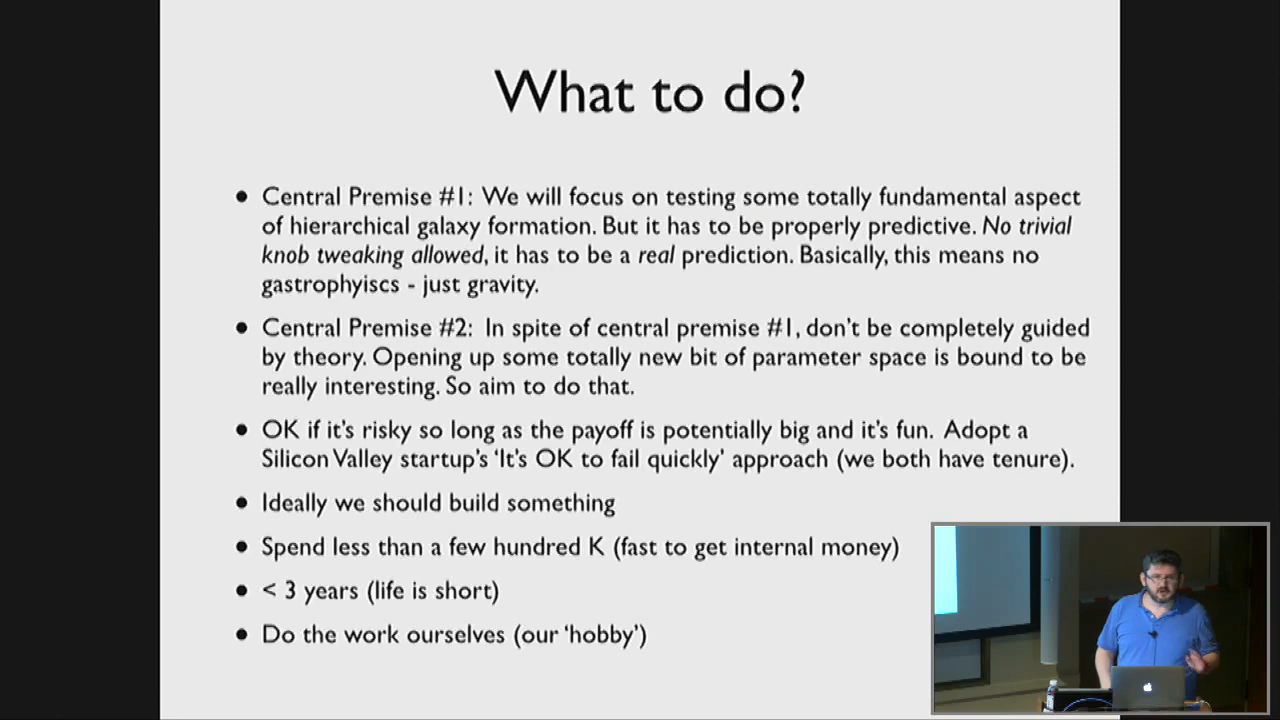 What to do?
• Central Premise #1: We will focus on testing some totally fundamental aspect
of hierarchical galaxy formation. But it has to be properly predictive. No trivial
knob tweaking allowed, it has to be a real prediction. Basically, this means no
gastrophyiscs - just gravity.
• Central Premise #2: In spite of central premise #1, don't be completely guided
by theory. Opening up some totally new bit of parameter space is bound to be
really interesting. So aim to do that.
• OK if it's risky so long as the payoff is potentially big and it's fun. Adopt a
Silicon Valley startup's 'It's OK to fail quickly' approach (we both have tenure).
• Ideally we should build something
• Spend less than a few hundred K (fast to get internal money)
• < 3 years (life is short)
• Do the work ourselves (our 'hobby')